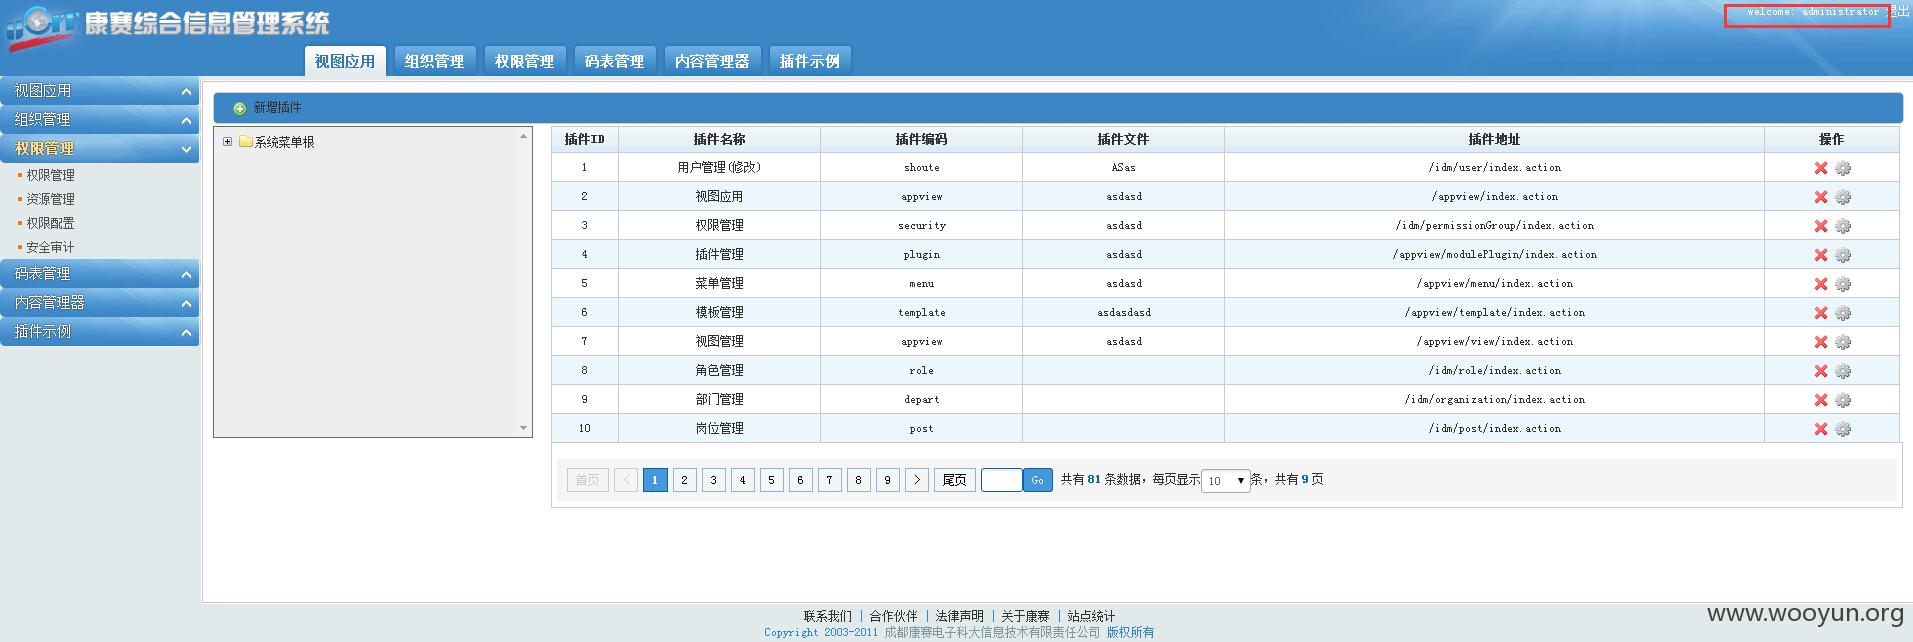 康赛综合信息管理系统
welcome: administrator 退出
视图应用 组织管理 权限管理 码表管理 内容管理器 插件示例
视图应用
组织管理
权限管理
权限管理
资源管理
权限配置
安全审计
码表管理
内容管理器
插件示例
新增插件
系统菜单根
插件ID 插件名称 插件编码 插件文件 插件地址 操作
1 用户管理(修改) shoute ASas /idm/user/index.action
2 视图应用 appview asdasd /appview/index.action
3 权限管理 security asdasd /idm/permissionGroup/index.action
4 插件管理 plugin asdasd /appview/modulePlugin/index.action
5 菜单管理 menu asdasd /appview/menu/index.action
6 模板管理 template asdasdasd /appview/template/index.action
7 视图管理 appview asdasd /appview/view/index.action
8 角色管理 role /idm/role/index.action
9 部门管理 depart /idm/organization/index.action
10 岗位管理 post /idm/post/index.action
首页 < 1 2 3 4 5 6 7 8 9 > 尾页 Go 共有 81 条数据，每页显示 10 条，共有 9 页
联系我们 | 合作伙伴 | 法律声明 | 关于康赛 | 站点统计
Copyright 2003-2011 成都康赛电子科大信息技术有限责任公司 版权所有
www.wooyun.org